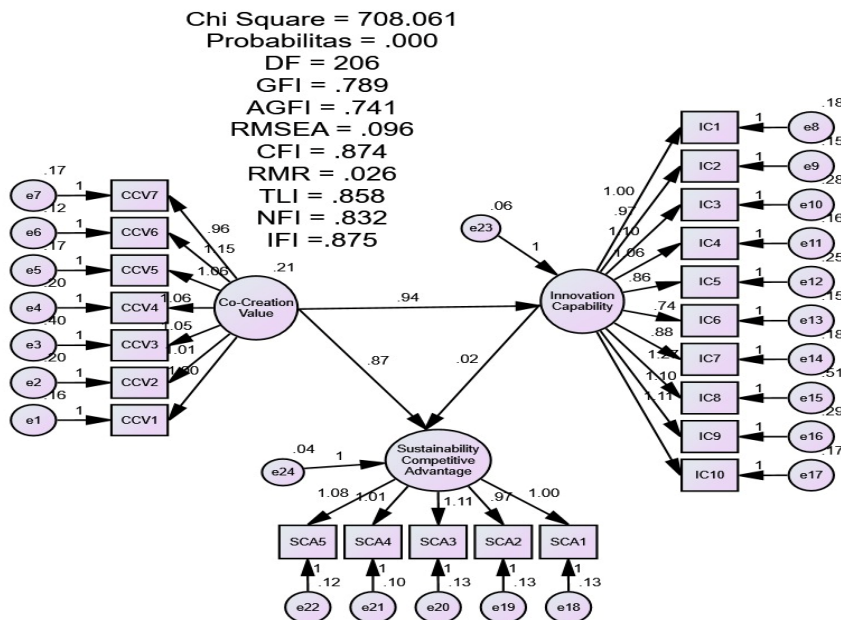 Chi Square = 708.061
Probabilitas = .000
DF = 206
GFI = .789
AGFI = .741
RMSEA = .096
CFI = .874
RMR = .026
TLI = .858
NFI = .832
IFI =.875
.17
e7 1 CCV7
.12
e6 1 CCV6
.17
e5 1 CCV5
.20
e4 1 CCV4
.40
e3 1 CCV3
.20
e2 1 CCV2
.16
e1 1 CCV1
.96
1.15
1.06
1.06
1.05
1.01
.21
Co-Creation
Value
.94
.87
.02
.06
e23
1
Innovation
Capability
1.00
.97
1.10
1.06
.86
.74
.88
1.27
1.10
1.11
.18
IC1 1 e8
.15
IC2 1 e9
.28
IC3 1 e10
.16
IC4 1 e11
.25
IC5 1 e12
.15
IC6 1 e13
.18
IC7 1 e14
.51
IC8 1 e15
.29
IC9 1 e16
.17
IC10 1 e17
.04
e24 1
Sustainability
Competitive
Advantage
1.08 1.01 1.11 .97 1.00
SCA5 SCA4 SCA3 SCA2 SCA1
1 1 1 1 1
.12 .10 .13 .13 .13
e22 e21 e20 e19 e18